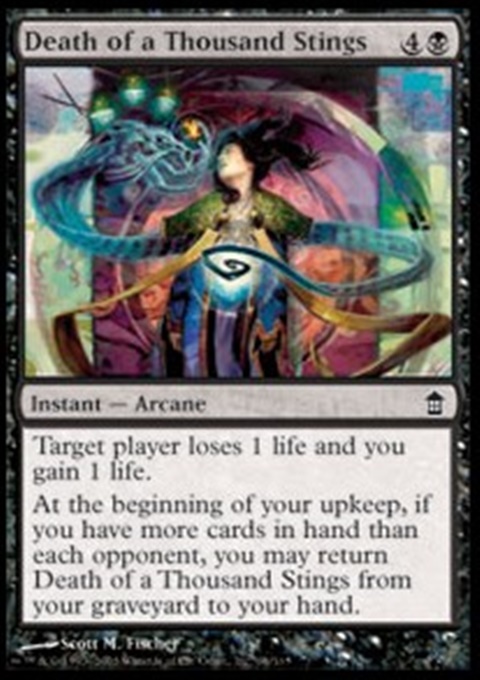 Death of a Thousand Stings 4
Instant — Arcane
Target player loses 1 life and you
gain 1 life.
At the beginning of your upkeep, if
you have more cards in hand than
each opponent, you may return
Death of a Thousand Stings from
your graveyard to your hand.
Scott M. Fischer